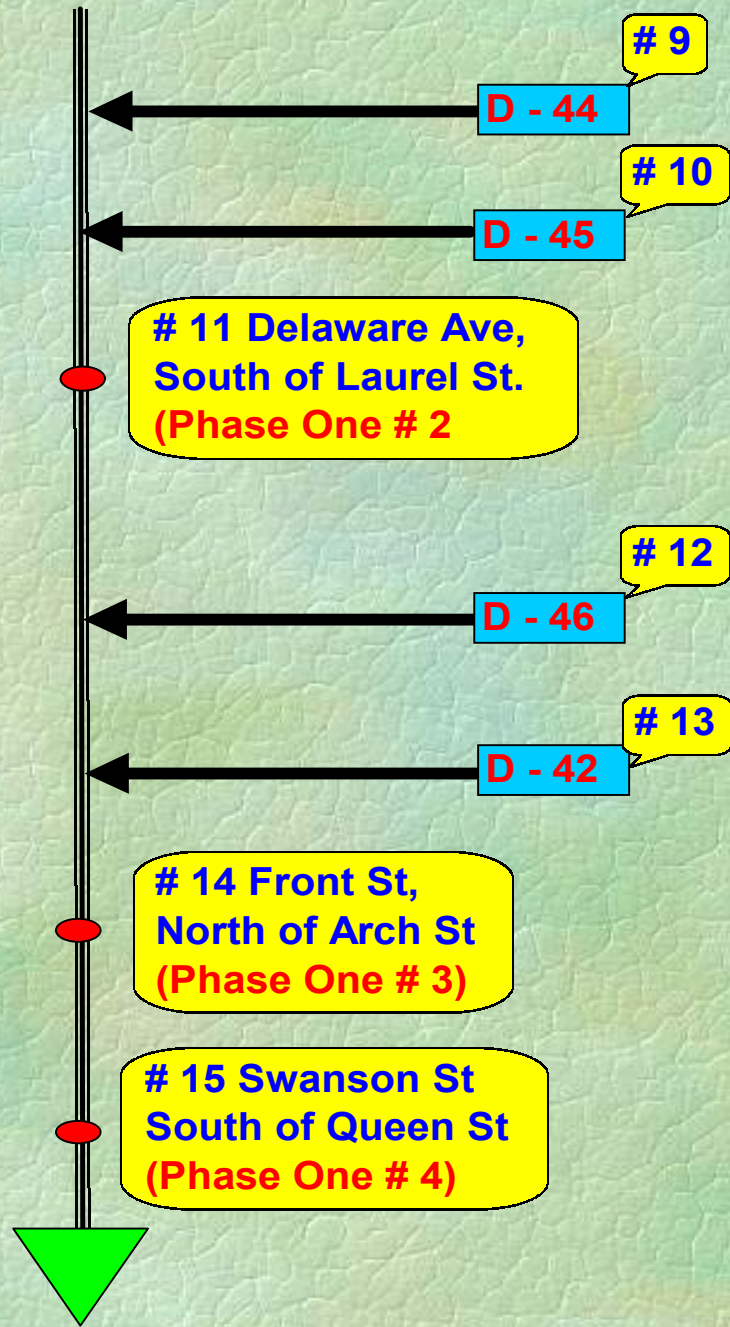 # 9
D - 44
# 10
D - 45
# 11 Delaware Ave,
South of Laurel St.
(Phase One # 2
# 12
D - 46
# 13
D - 42
# 14 Front St,
North of Arch St
(Phase One # 3)
# 15 Swanson St
South of Queen St
(Phase One # 4)